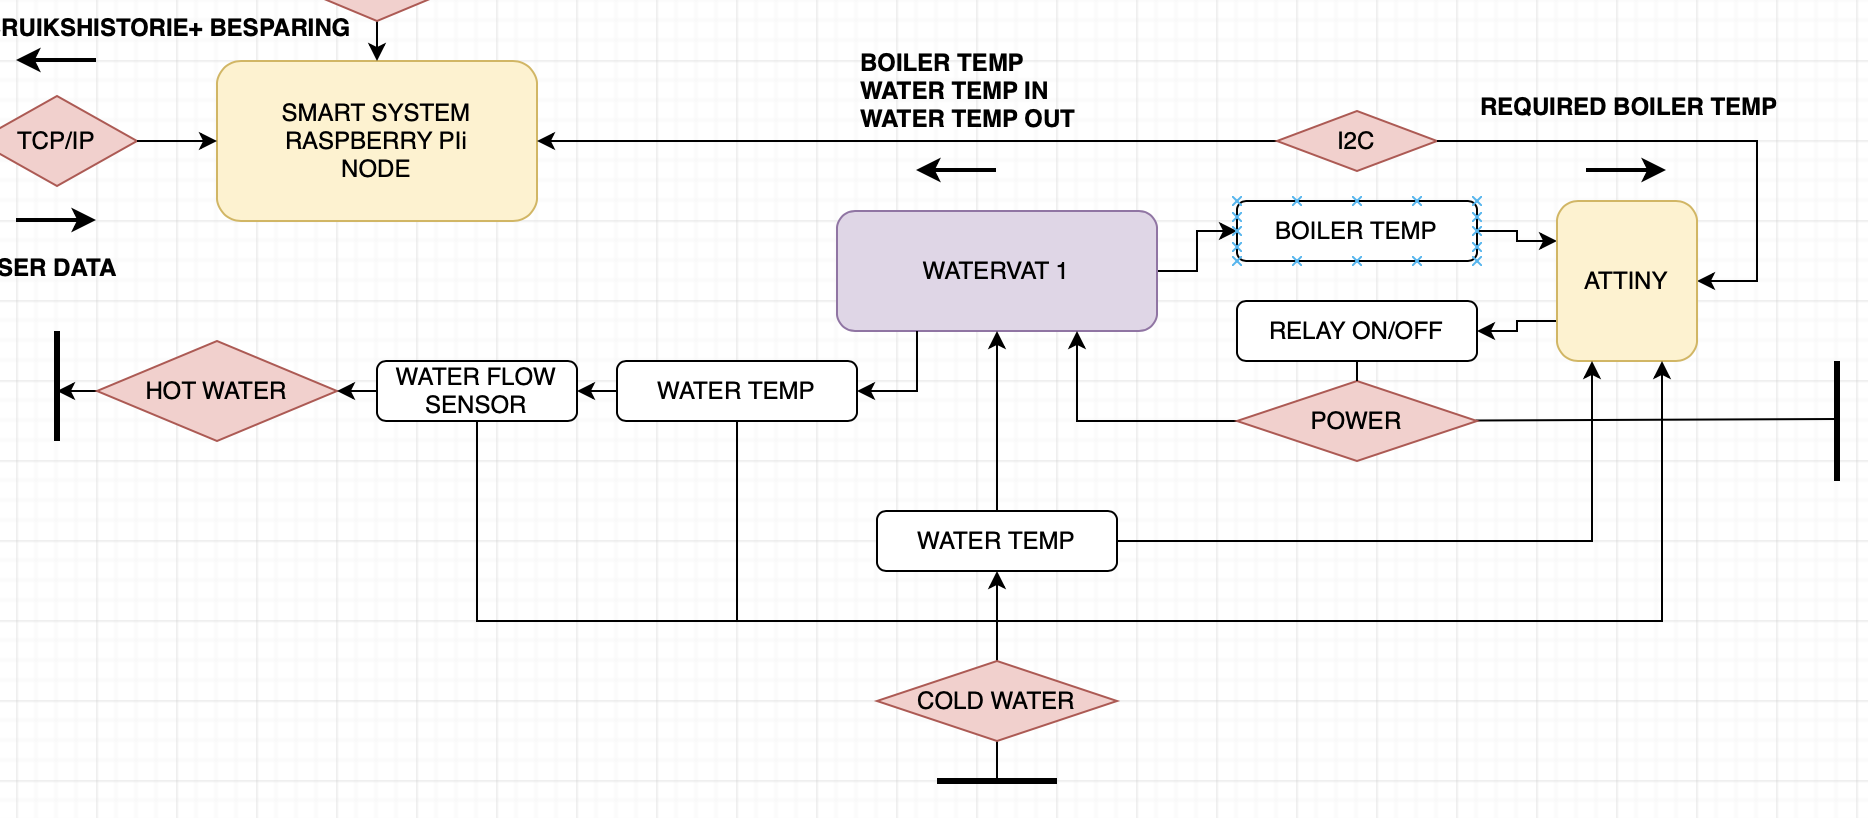 RUIKSHISTORIE+ BESPARING
TCP/IP
SER DATA
SMART SYSTEM
RASPBERRY PIi
NODE
BOILER TEMP
WATER TEMP IN
WATER TEMP OUT
I2C
REQUIRED BOILER TEMP
WATERVAT 1
BOILER TEMP
ATTINY
RELAY ON/OFF
HOT WATER
WATER FLOW
SENSOR
WATER TEMP
POWER
WATER TEMP
COLD WATER